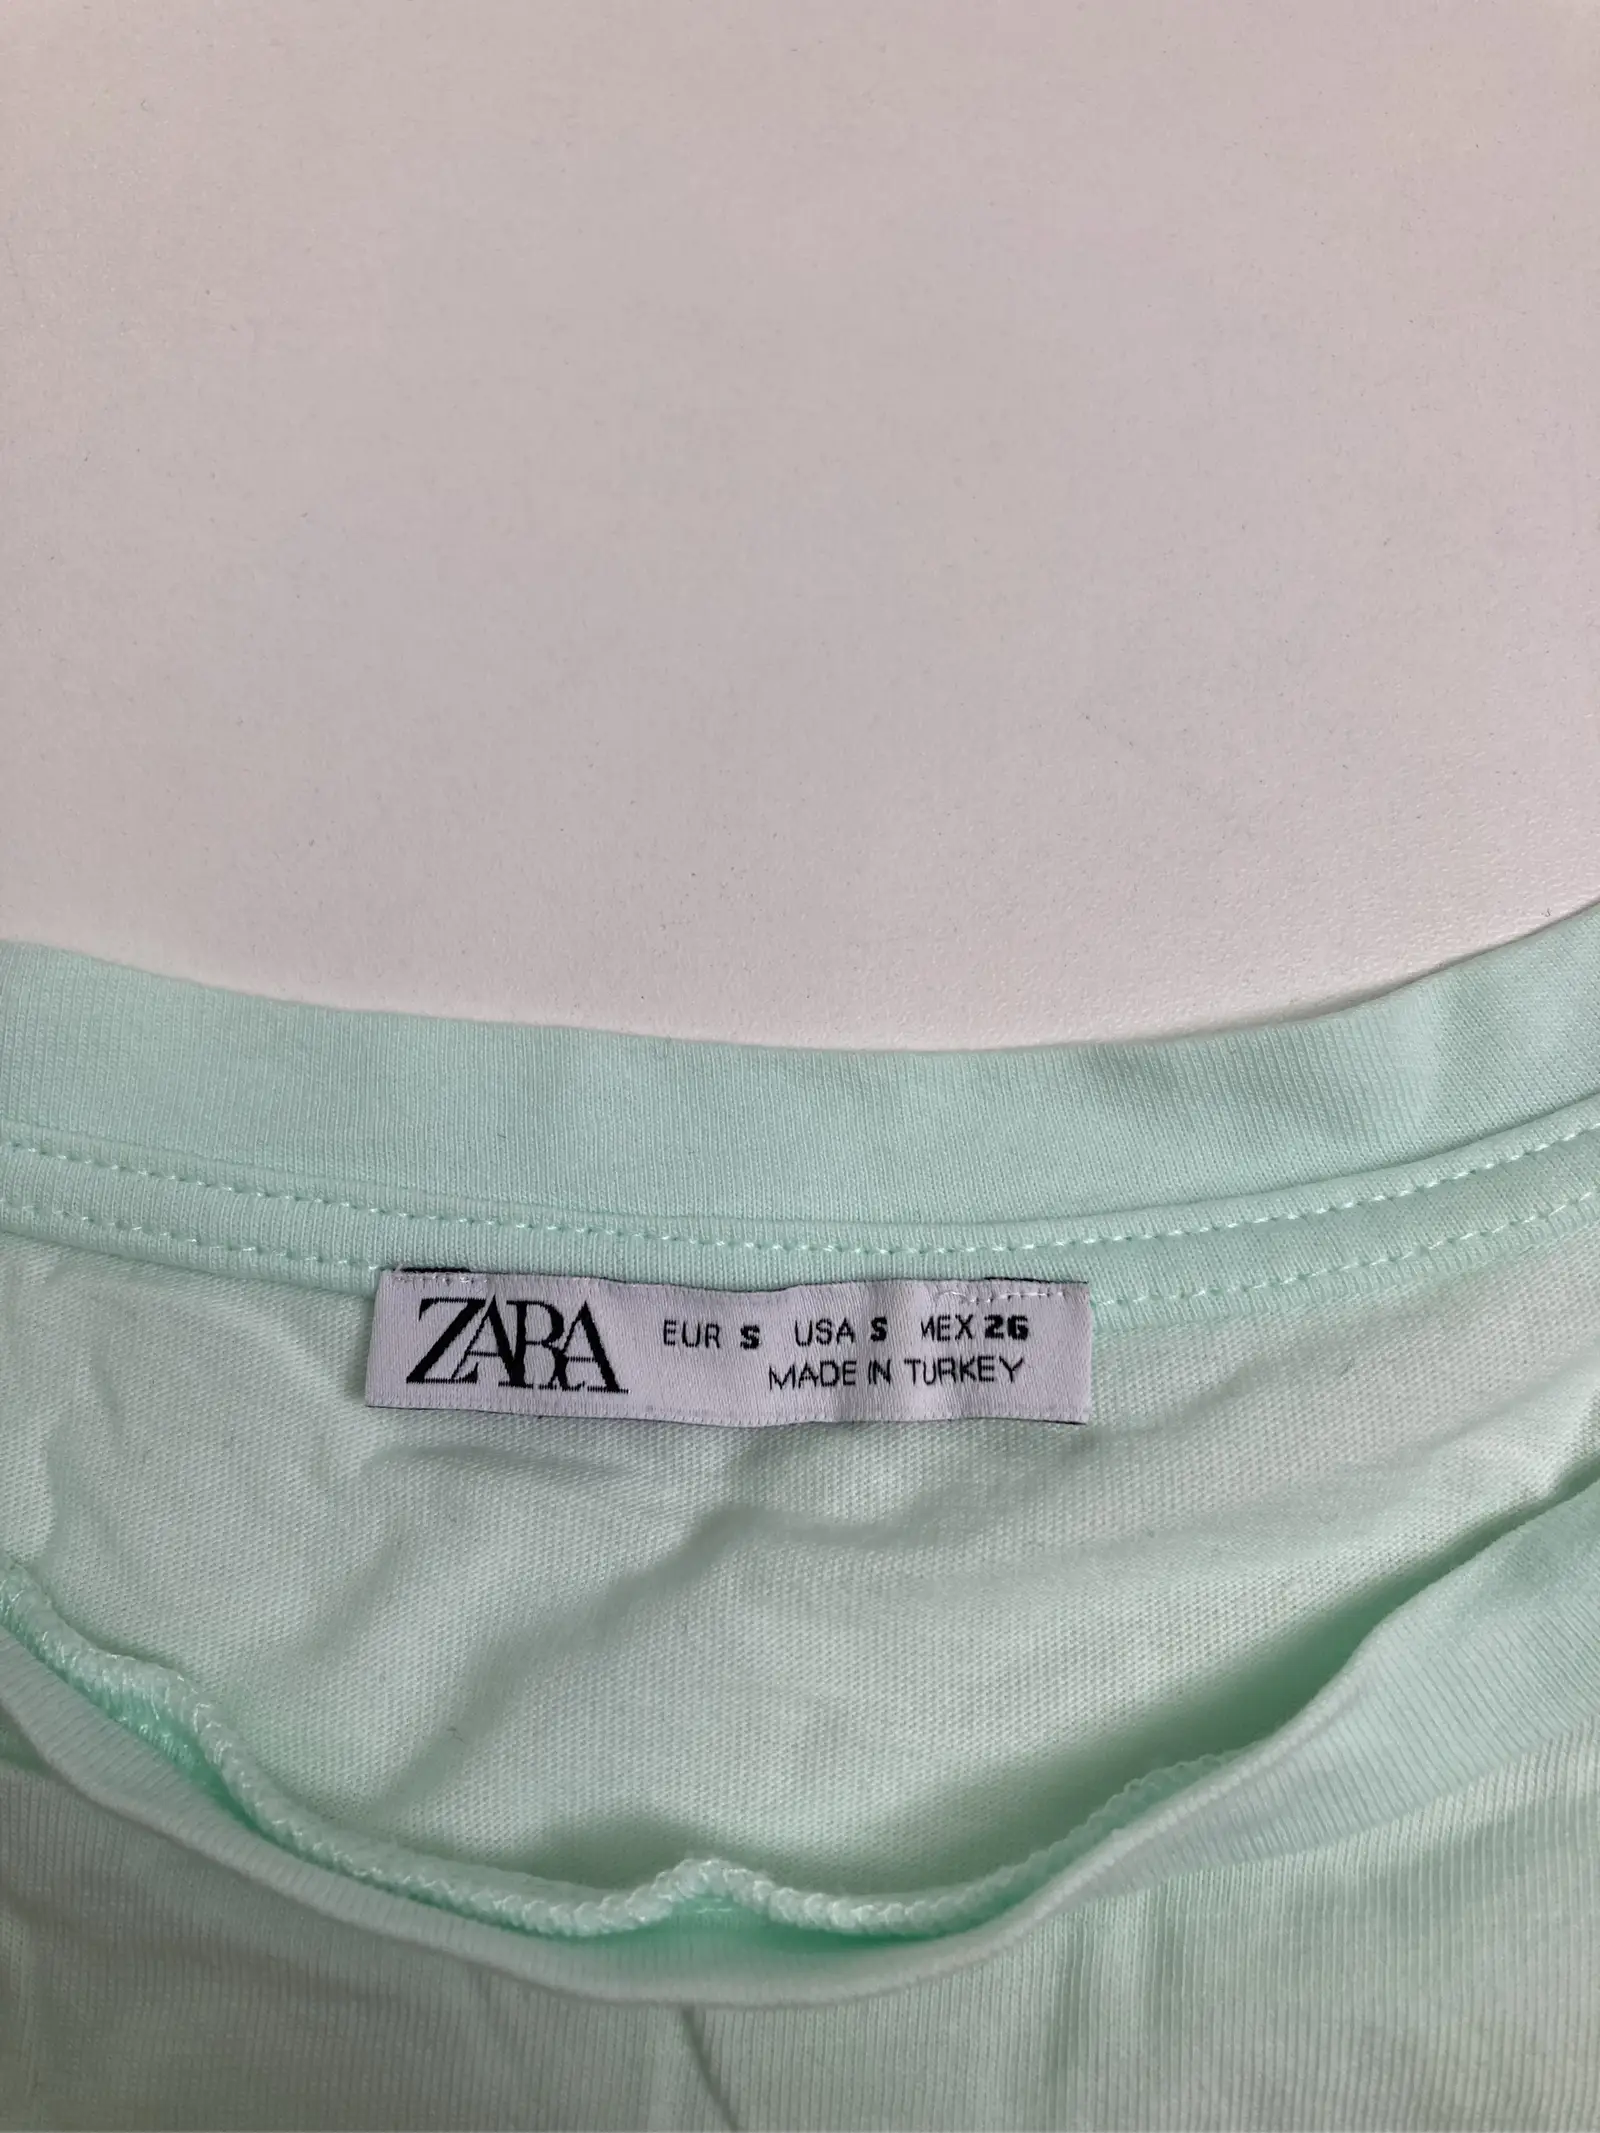 ZARA EUR S USA S MEX 26
MADE IN TURKEY